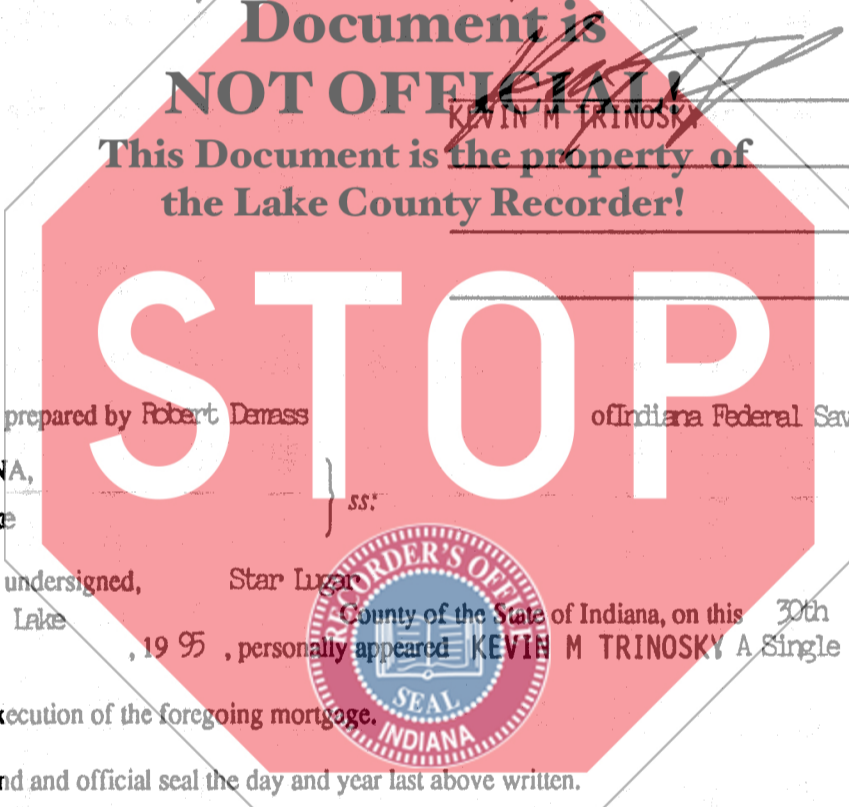 Document is
NOT OFFICIAL!
KEVIN M TRINOSKY
This Document is the property of
the Lake County Recorder!
STOP
prepared by Robert Demass of Indiana Federal Sav
NA,
ss:
undersigned, Star Lugar
Lake County of the State of Indiana, on this 30th
, 19 95 , personally appeared KEVIN M TRINOSKY A Single
xecution of the foregoing mortgage.
nd and official seal the day and year last above written.
RECORDER'S OFFICE
SEAL
INDIANA